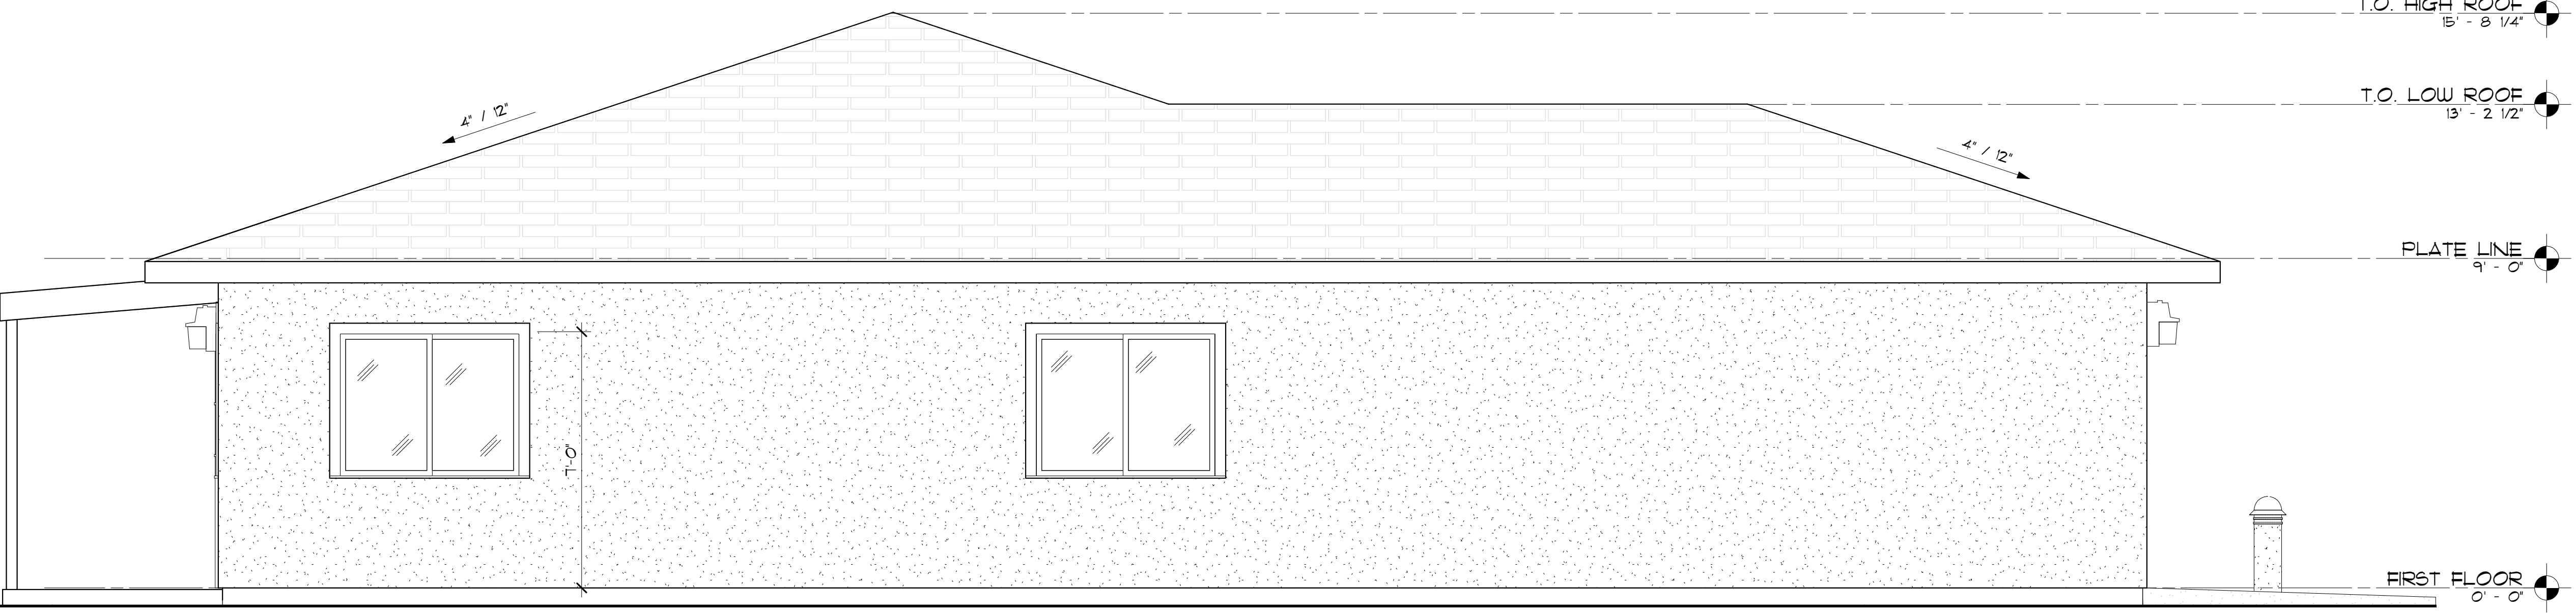 T.O. HIGH ROOF
15' - 8 1/4"
4" / 12"
T.O. LOW ROOF
13' - 2 1/2"
4" / 12"
PLATE LINE
9' - 0"
7'-0"
FIRST FLOOR
0' - 0"